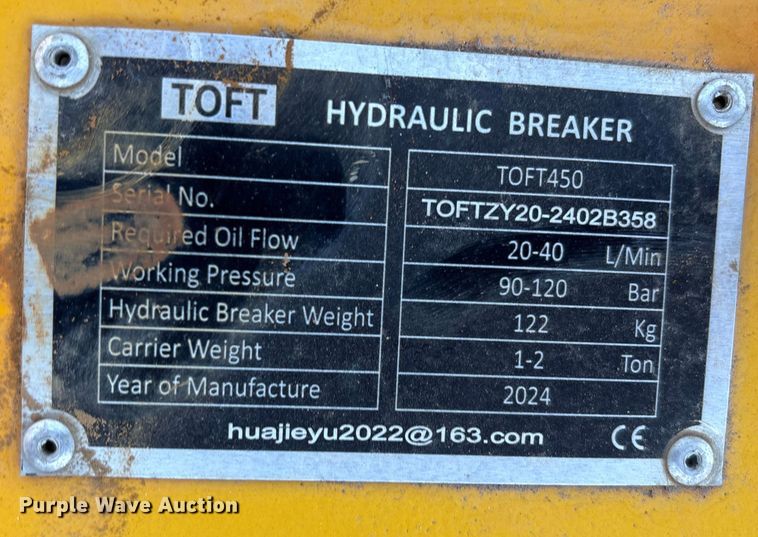 TOFT HYDRAULIC BREAKER
Model TOFT450
Serial No. TOFTZY20-2402B358
Required Oil Flow 20-40 L/Min
Working Pressure 90-120 Bar
Hydraulic Breaker Weight 122 Kg
Carrier Weight 1-2 Ton
Year of Manufacture 2024
huajieyu2022@163.com CE
Purple Wave Auction